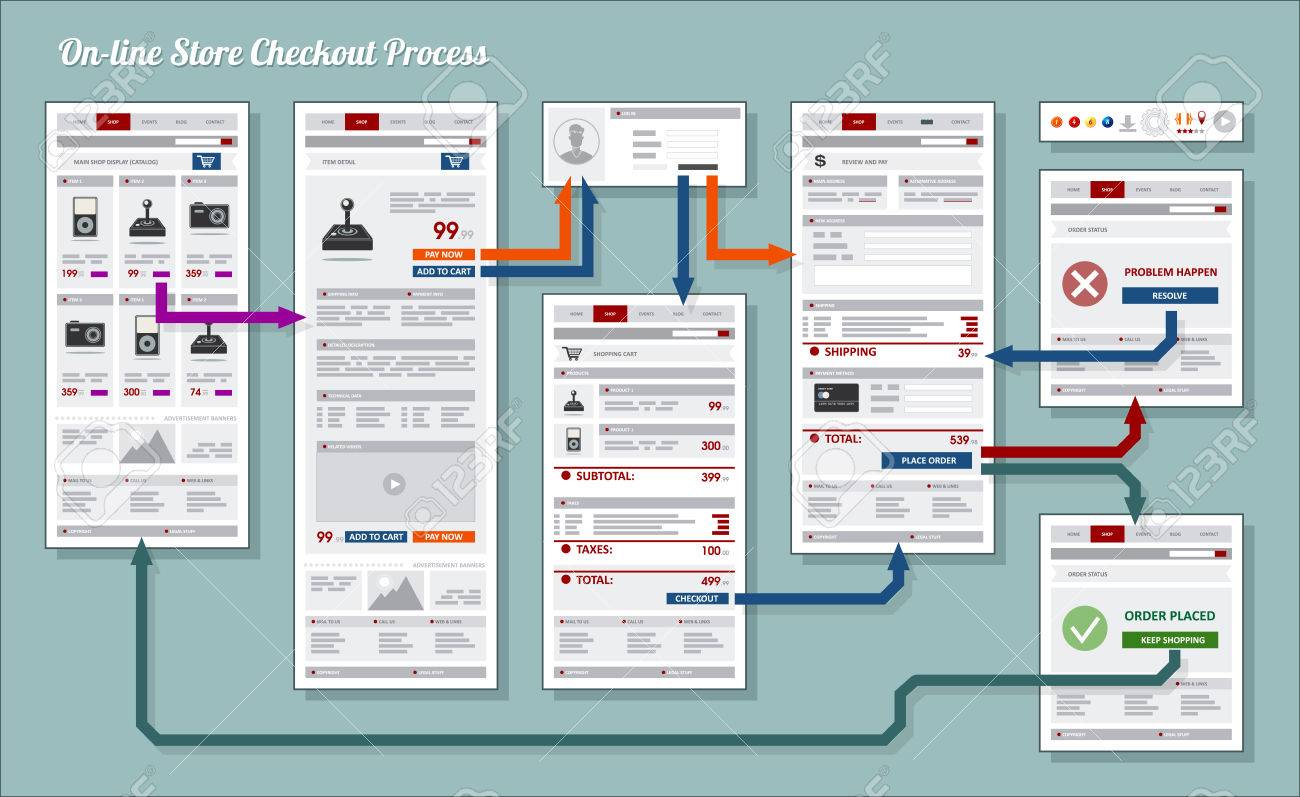 On-line Store Checkout Process
HOME SHOP EVENTS BLOG CONTACT
MAIN SHOP DISPLAY (CATALOG)
ITEM 1 ITEM 2 ITEM 3
199 99 359
ITEM 1 ITEM 2
359 300 74
ADVERTISEMENT BANNERS
MAIL TO US CALL US WEB & LINKS
COPYRIGHT LEGAL STUFF
HOME SHOP EVENTS BLOG CONTACT
ITEM DETAIL
99.99
PAY NOW
ADD TO CART
SHIPPING INFO PAYMENT INFO
DETAILED DESCRIPTION
TECHNICAL DATA
RELATED VIDEOS
99.99 ADD TO CART PAY NOW
ADVERTISEMENT BANNERS
MAIL TO US CALL US WEB & LINKS
COPYRIGHT LEGAL STUFF
LOG IN
HOME SHOP EVENTS BLOG CONTACT
SHOPPING CART
PRODUCTS
PRODUCT 1
99.99
PRODUCT 1
300.00
SUBTOTAL: 399.99
TAXES
TAXES: 100.00
TOTAL: 499.99
CHECKOUT
MAIL TO US CALL US WEB & LINKS
COPYRIGHT LEGAL STUFF
HOME SHOP EVENTS CONTACT
$ REVIEW AND PAY
MAIN ADDRESS ALTERNATIVE ADDRESS
NEW ADDRESS
SHIPPING
SHIPPING 39.99
PAYMENT METHOD
TOTAL: 539.98
PLACE ORDER
MAIL TO US CALL US WEB & LINKS
COPYRIGHT LEGAL STUFF
HOME SHOP EVENTS BLOG CONTACT
ORDER STATUS
PROBLEM HAPPEN
RESOLVE
MAIL TO US CALL US WEB & LINKS
COPYRIGHT LEGAL STUFF
HOME SHOP EVENTS BLOG CONTACT
ORDER STATUS
ORDER PLACED
KEEP SHOPPING
WEB & LINKS
COPYRIGHT LEGAL STUFF
123RF